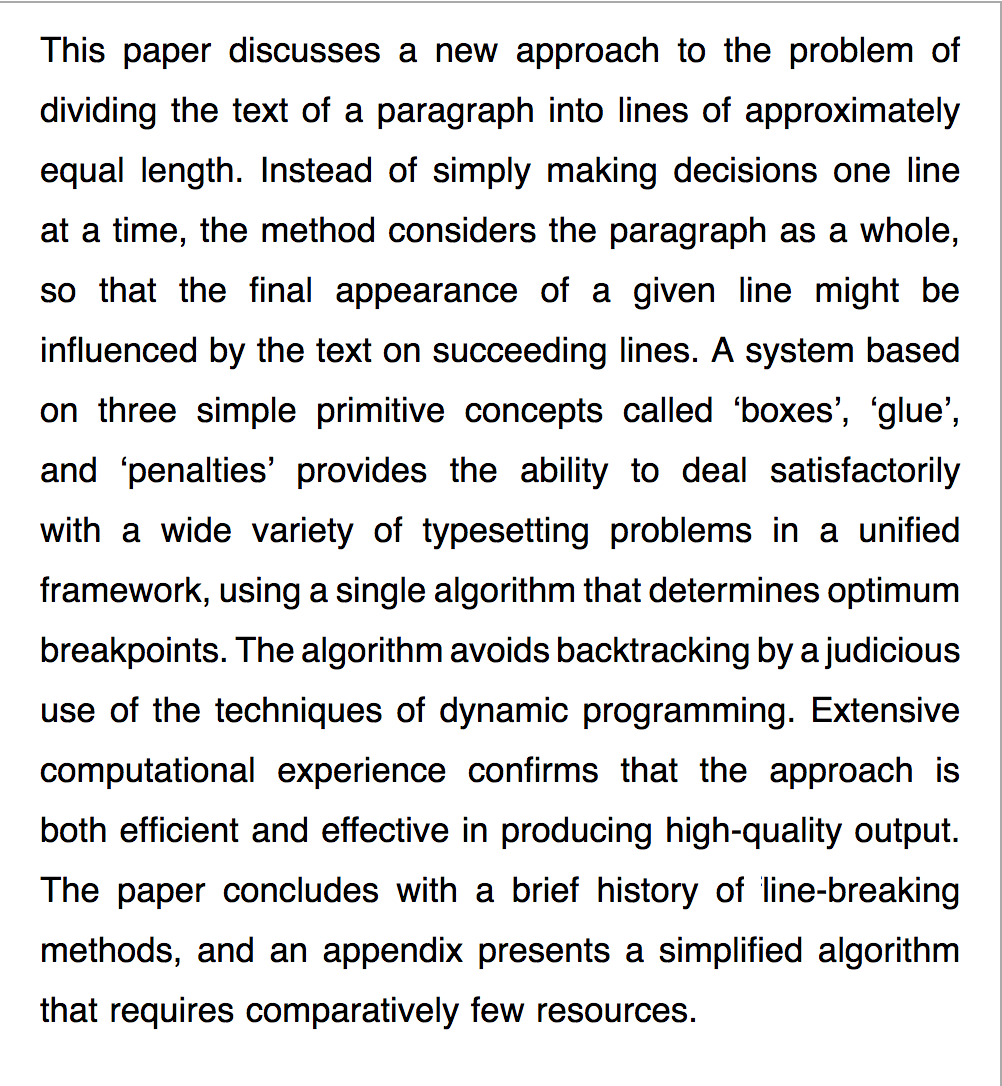 This paper discusses a new approach to the problem of
dividing the text of a paragraph into lines of approximately
equal length. Instead of simply making decisions one line
at a time, the method considers the paragraph as a whole,
so that the final appearance of a given line might be
influenced by the text on succeeding lines. A system based
on three simple primitive concepts called ‘boxes’, ‘glue’,
and ‘penalties’ provides the ability to deal satisfactorily
with a wide variety of typesetting problems in a unified
framework, using a single algorithm that determines optimum
breakpoints. The algorithm avoids backtracking by a judicious
use of the techniques of dynamic programming. Extensive
computational experience confirms that the approach is
both efficient and effective in producing high-quality output.
The paper concludes with a brief history of line-breaking
methods, and an appendix presents a simplified algorithm
that requires comparatively few resources.